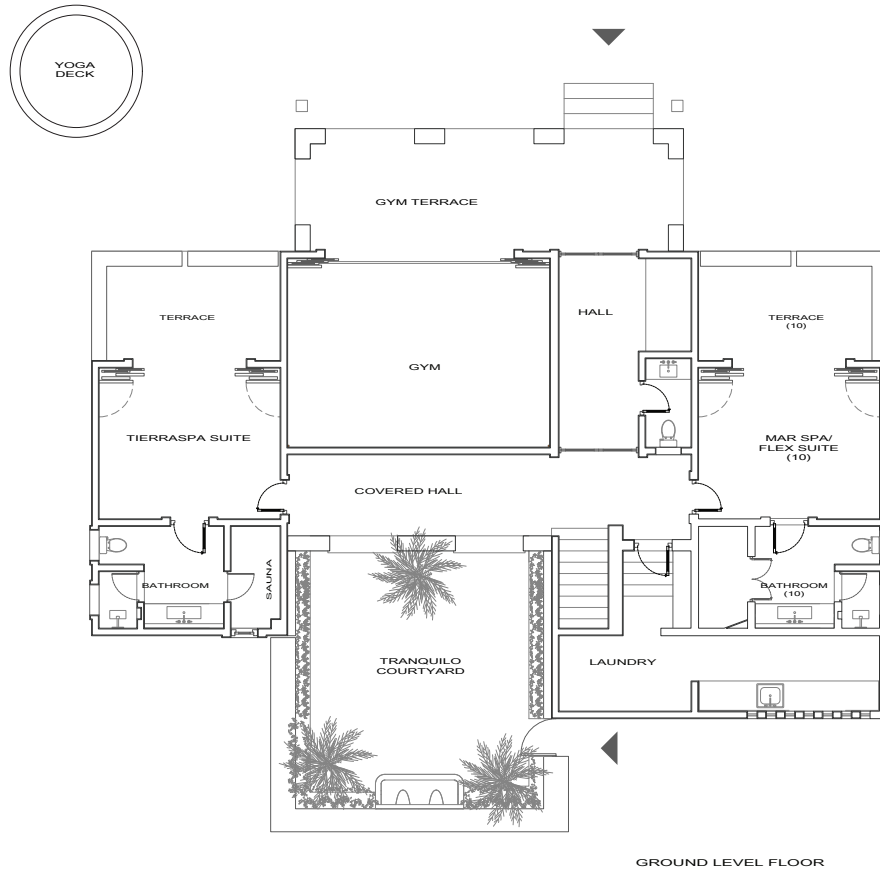 YOGA
DECK
GYM TERRACE
TERRACE
HALL
TERRACE
(10)
GYM
TIERRASPA SUITE
MAR SPA/
FLEX SUITE
(10)
COVERED HALL
BATHROOM
SAUNA
BATHROOM
(10)
TRANQUILO
COURTYARD
LAUNDRY
GROUND LEVEL FLOOR